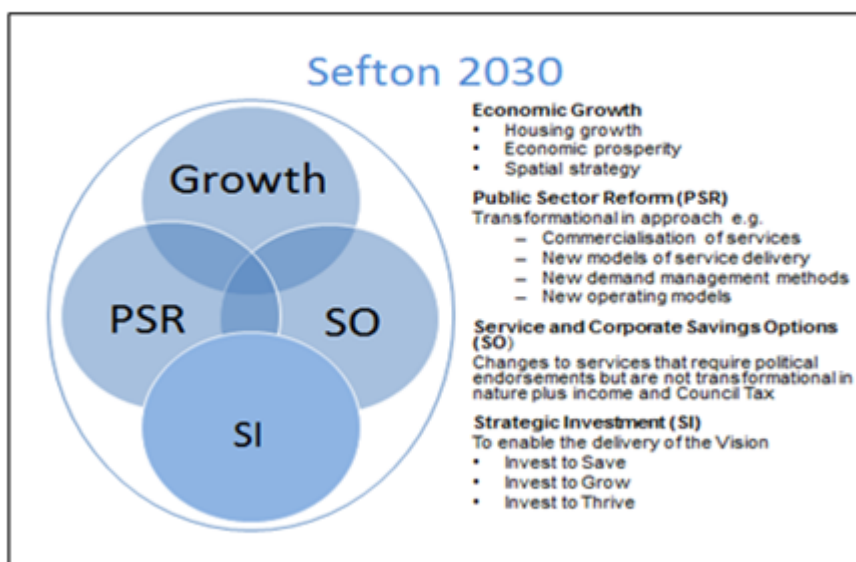 Sefton 2030
Growth
PSR
SO
SI
Economic Growth
• Housing growth
• Economic prosperity
• Spatial strategy
Public Sector Reform (PSR)
Transformational in approach e.g.
– Commercialisation of services
– New models of service delivery
– New demand management methods
– New operating models
Service and Corporate Savings Options
(SO)
Changes to services that require political
endorsements but are not transformational in
nature plus income and Council Tax
Strategic Investment (SI)
To enable the delivery of the Vision
• Invest to Save
• Invest to Grow
• Invest to Thrive